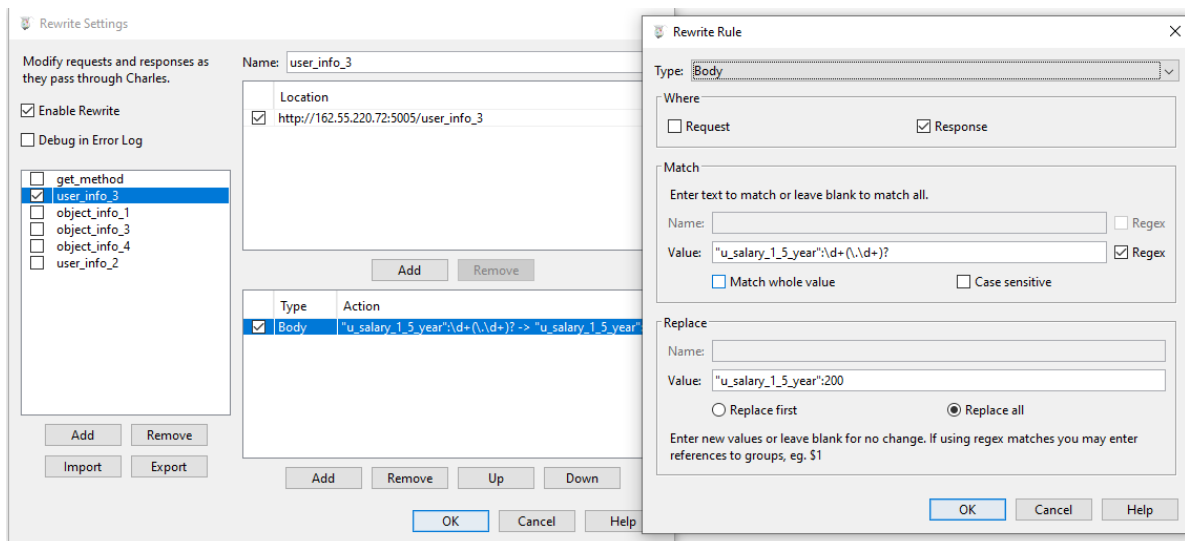 Rewrite Settings
Modify requests and responses as
they pass through Charles.
Enable Rewrite
Debug in Error Log
get_method
user_info_3
object_info_1
object_info_3
object_info_4
user_info_2
Add Remove
Import Export
Name: user_info_3
Location
http://162.55.220.72:5005/user_info_3
Add Remove
Type Action
Body "u_salary_1_5_year":\d+(\.\d+)? -> "u_salary_1_5_year":
Add Remove Up Down
OK Cancel Help
Rewrite Rule
Type: Body
Where
Request Response
Match
Enter text to match or leave blank to match all.
Name: Regex
Value: "u_salary_1_5_year":\d+(\.\d+)? Regex
Match whole value Case sensitive
Replace
Name:
Value: "u_salary_1_5_year":200
Replace first Replace all
Enter new values or leave blank for no change. If using regex matches you may enter
references to groups, eg. $1
OK Cancel Help